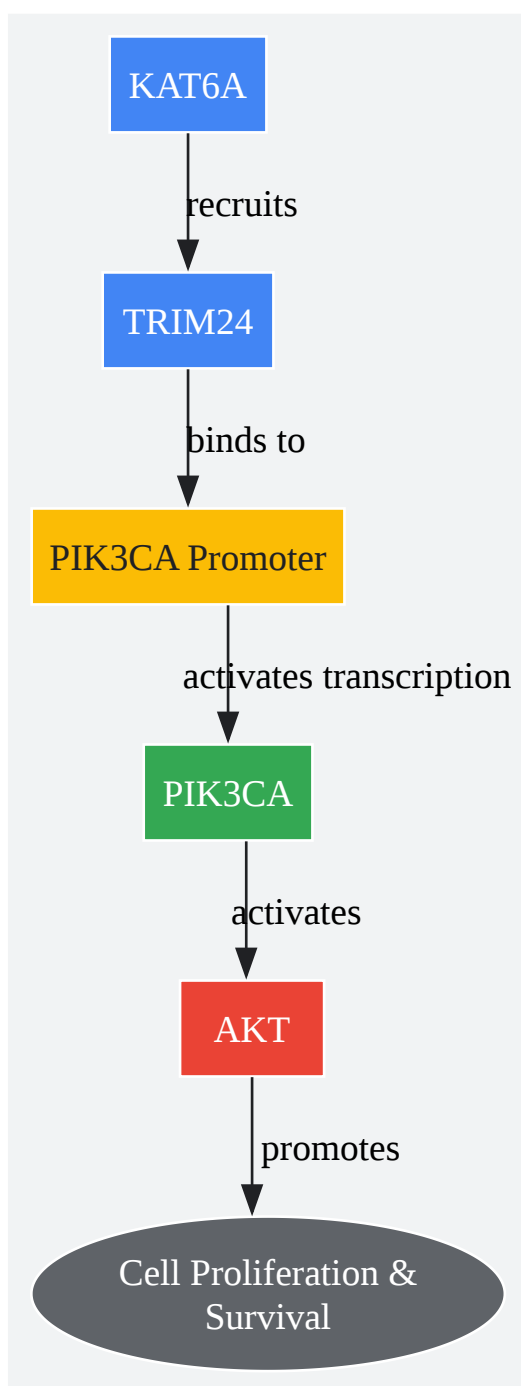 KAT6A
recruits
TRIM24
binds to
PIK3CA Promoter
activates transcription
PIK3CA
activates
AKT
promotes
Cell Proliferation &
Survival